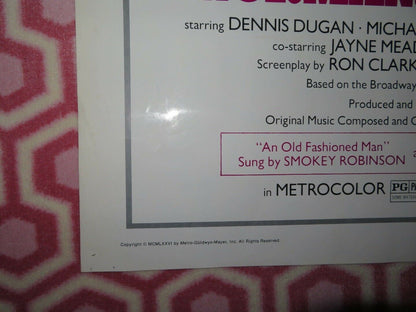 starring DENNIS DUGAN ·
co-starring JAYNE
Screenplay by RON CLARK
Based on the Broadway
Produced and
Original Music Composed and
"An Old Fashioned Man"
Sung by SMOKEY ROBINSON
in METROCOLOR PG
Copyright © MCMLXXVI by Metro-Goldwyn-Mayer, Inc. All Rights Reserved.